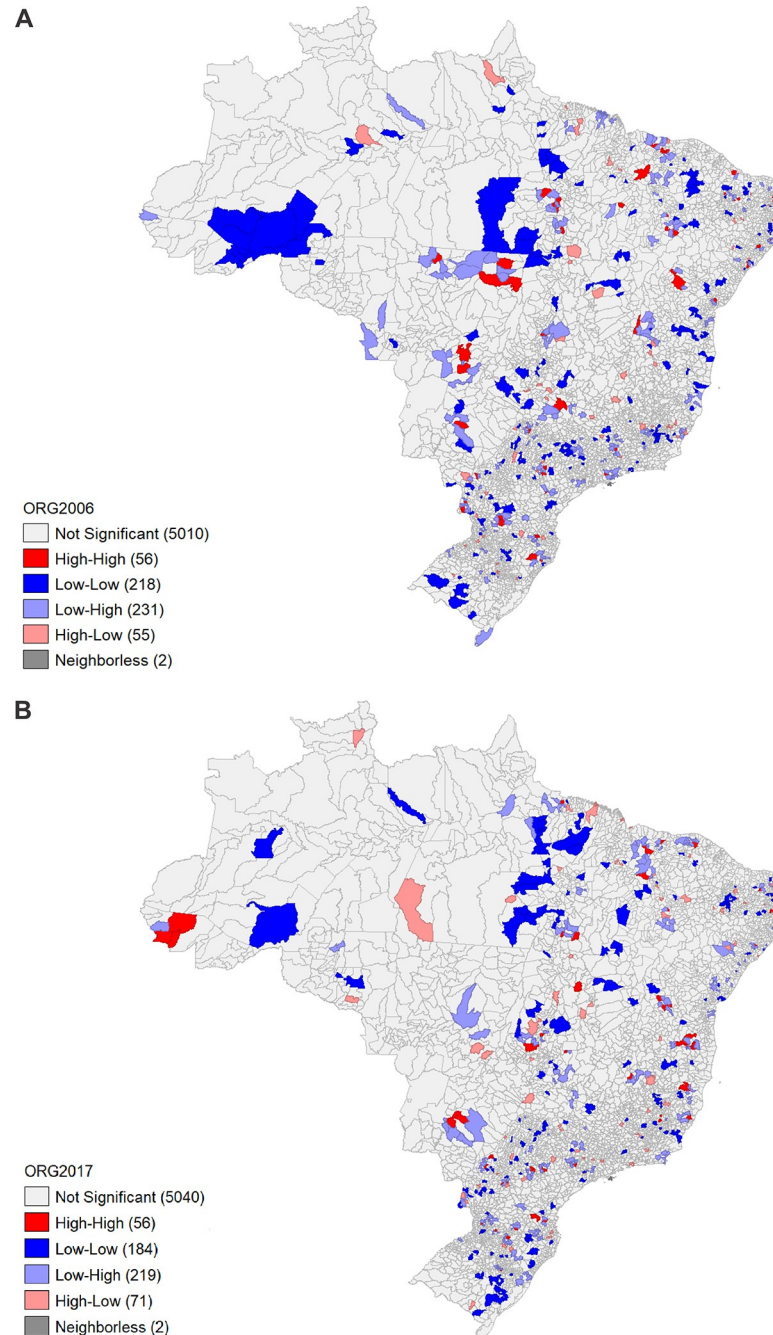 A
ORG2006
Not Significant (5010)
High-High (56)
Low-Low (218)
Low-High (231)
High-Low (55)
Neighborless (2)
B
ORG2017
Not Significant (5040)
High-High (56)
Low-Low (184)
Low-High (219)
High-Low (71)
Neighborless (2)